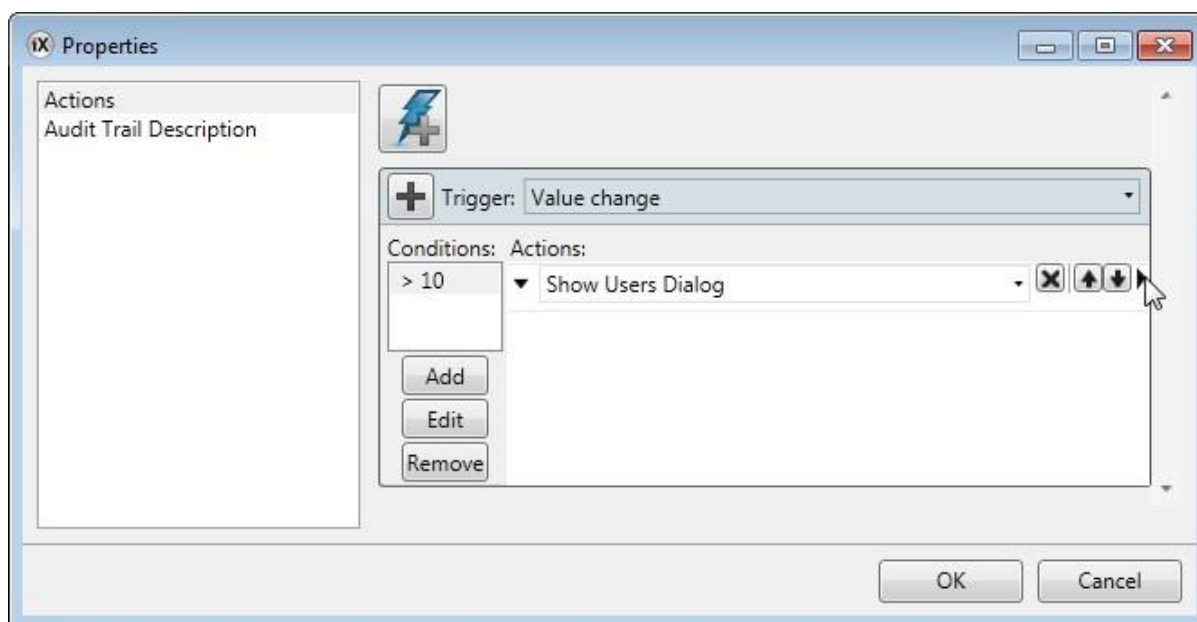 iX Properties
Actions
Audit Trail Description
Trigger: Value change
Conditions: Actions:
> 10
Show Users Dialog
Add
Edit
Remove
OK
Cancel